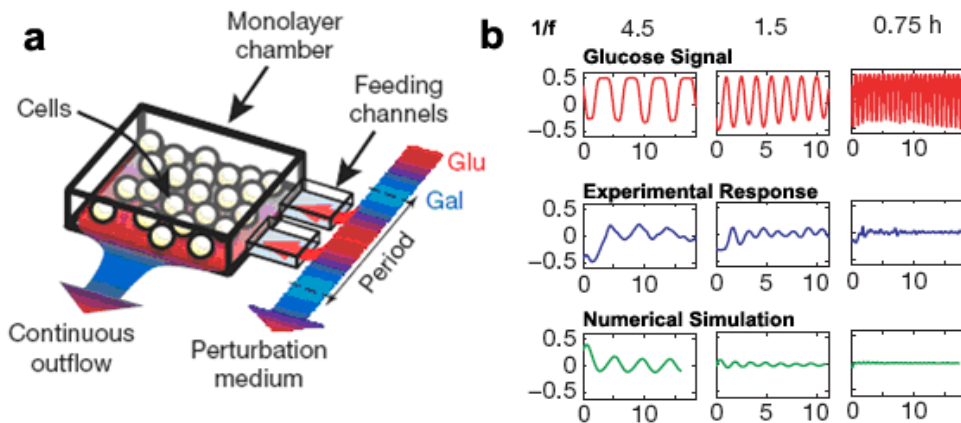 a
Monolayer
chamber
Cells
Feeding
channels
Glu
Gal
Period
Continuous
outflow
Perturbation
medium
b
1/f 4.5 1.5 0.75 h
Glucose Signal
0.5
0
−0.5
0 10 0 5 10 0 10
Experimental Response
0.5
0
−0.5
0 10 0 5 10 0 10
Numerical Simulation
0.5
0
−0.5
0 10 0 5 10 0 10